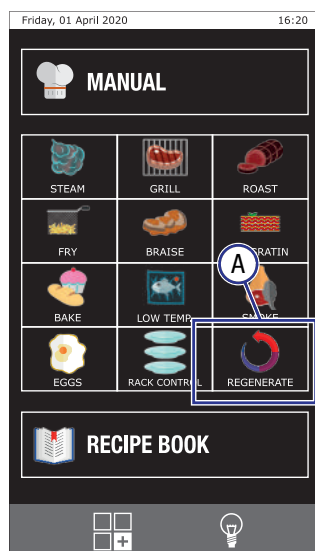 Friday, 01 April 2020 16:20
MANUAL
STEAM GRILL ROAST
FRY BRAISE GRATIN
A
BAKE LOW TEMP. SMOKE
EGGS RACK CONTROL REGENERATE
RECIPE BOOK